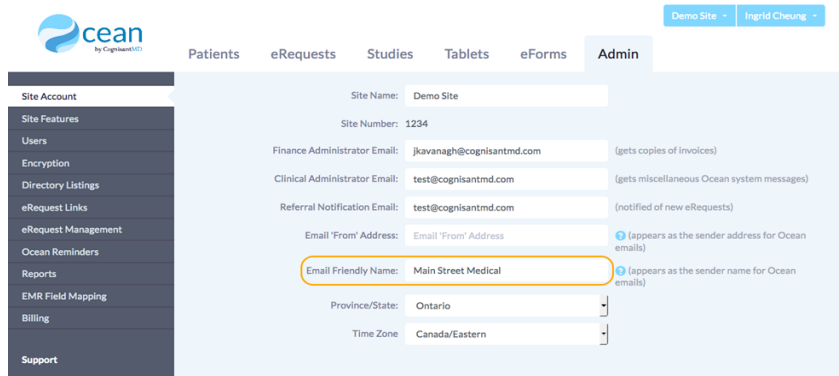 Demo Site
Ingrid Cheung
cean
by CognisantMD
Patients
eRequests
Studies
Tablets
eForms
Admin
Site Account
Site Features
Users
Encryption
Directory Listings
eRequest Links
eRequest Management
Ocean Reminders
Reports
EMR Field Mapping
Billing
Support
Site Name: Demo Site
Site Number: 1234
Finance Administrator Email: jkavanagh@cognisantmd.com (gets copies of invoices)
Clinical Administrator Email: test@cognisantmd.com (gets miscellaneous Ocean system messages)
Referral Notification Email: test@cognisantmd.com (notified of new eRequests)
Email 'From' Address: Email 'From' Address ? (appears as the sender address for Ocean
emails)
Email Friendly Name: Main Street Medical ? (appears as the sender name for Ocean
emails)
Province/State: Ontario
Time Zone Canada/Eastern